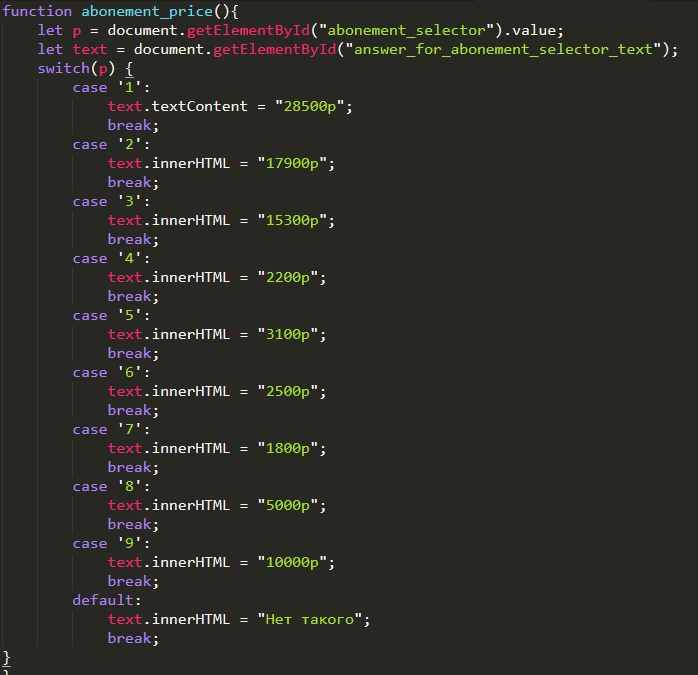 function abonement_price(){
let p = document.getElementById("abonement_selector").value;
let text = document.getElementById("answer_for_abonement_selector_text");
switch(p) {
case '1':
text.textContent = "28500р";
break;
case '2':
text.innerHTML = "17900р";
break;
case '3':
text.innerHTML = "15300р";
break;
case '4':
text.innerHTML = "2200р";
break;
case '5':
text.innerHTML = "3100р";
break;
case '6':
text.innerHTML = "2500р";
break;
case '7':
text.innerHTML = "1800р";
break;
case '8':
text.innerHTML = "5000р";
break;
case '9':
text.innerHTML = "10000р";
break;
default:
text.innerHTML = "Нет такого";
break;
}
}